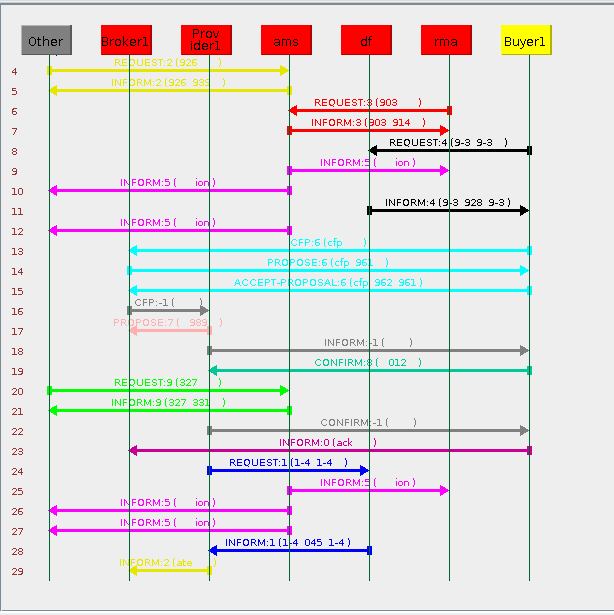 Other Broker1 Prov ider1 ams df rma Buyer1
4 REQUEST:2 (926 )
5 INFORM:2 (926 939 )
6 REQUEST:3 (903 )
7 INFORM:3 (903 914 )
8 REQUEST:4 (9-3 9-3 )
9 INFORM:5 ( ion )
10 INFORM:5 ( ion )
11 INFORM:4 (9-3 928 9-3 )
12 INFORM:5 ( ion )
13 CFP:6 (cfp )
14 PROPOSE:6 (cfp 961 )
15 ACCEPT-PROPOSAL:6 (cfp 962 961 )
16 CFP:-1 ( )
17 PROPOSE:7 ( 989 )
18 INFORM:-1 ( )
19 CONFIRM:8 ( 012 )
20 REQUEST:9 (327 )
21 INFORM:9 (327 331 )
22 CONFIRM:-1 ( )
23 INFORM:0 (ack )
24 REQUEST:1 (1-4 1-4 )
25 INFORM:5 ( ion )
26 INFORM:5 ( ion )
27 INFORM:5 ( ion )
28 INFORM:1 (1-4 045 1-4 )
29 INFORM:2 (ate )